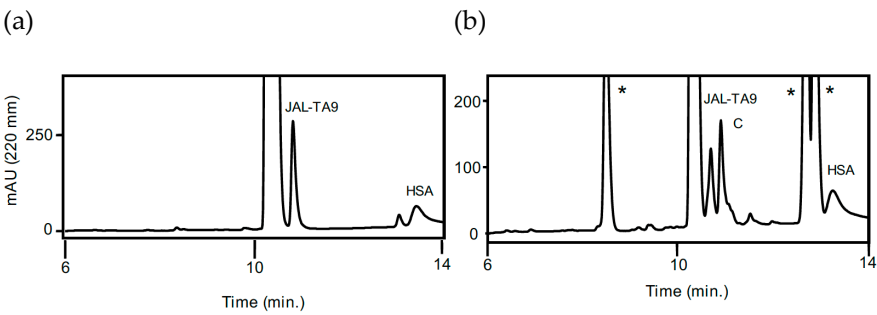 (a)
(b)
mAU (220 mm)
250
0
JAL-TA9
HSA
6
10
14
Time (min.)
200
100
0
*
JAL-TA9
C
*
*
HSA
6
10
14
Time (min.)